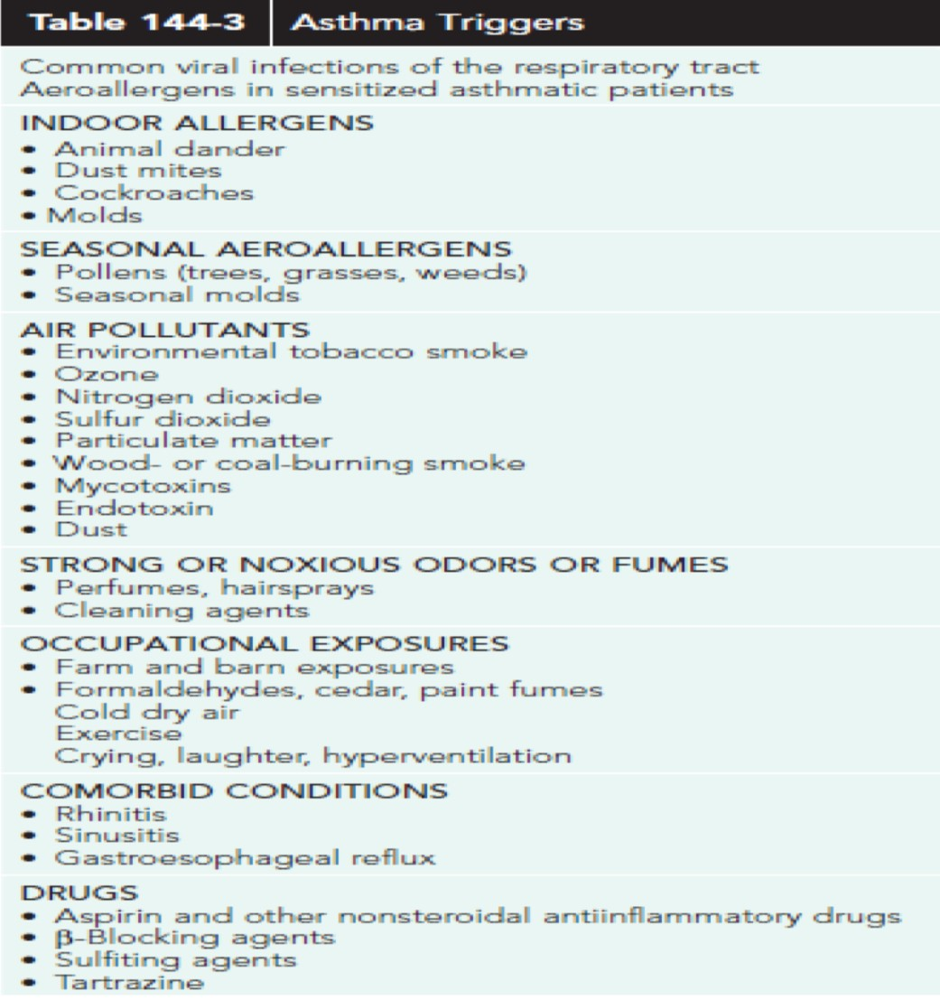 Table 144-3 Asthma Triggers
Common viral infections of the respiratory tract
Aeroallergens in sensitized asthmatic patients
INDOOR ALLERGENS
• Animal dander
• Dust mites
• Cockroaches
• Molds
SEASONAL AEROALLERGENS
• Pollens (trees, grasses, weeds)
• Seasonal molds
AIR POLLUTANTS
• Environmental tobacco smoke
• Ozone
• Nitrogen dioxide
• Sulfur dioxide
• Particulate matter
• Wood- or coal-burning smoke
• Mycotoxins
• Endotoxin
• Dust
STRONG OR NOXIOUS ODORS OR FUMES
• Perfumes, hairsprays
• Cleaning agents
OCCUPATIONAL EXPOSURES
• Farm and barn exposures
• Formaldehydes, cedar, paint fumes
Cold dry air
Exercise
Crying, laughter, hyperventilation
COMORBID CONDITIONS
• Rhinitis
• Sinusitis
• Gastroesophageal reflux
DRUGS
• Aspirin and other nonsteroidal antiinflammatory drugs
• β-Blocking agents
• Sulfiting agents
• Tartrazine